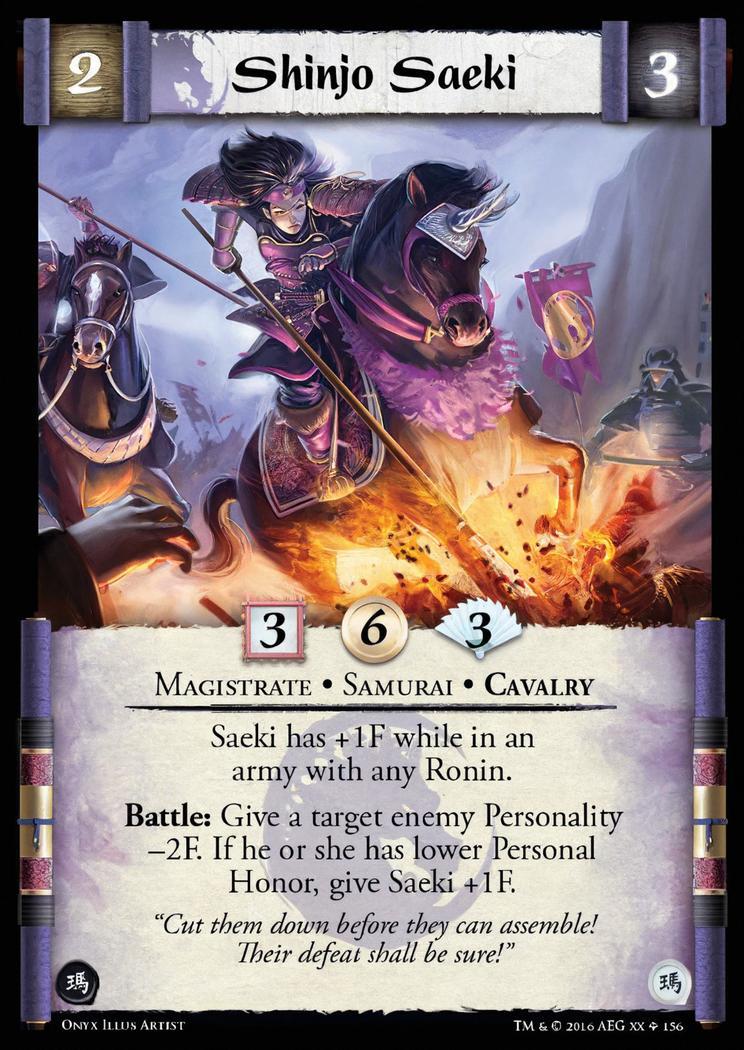 2
Shinjo Saeki
3
3
6
3
MAGISTRATE • SAMURAI • CAVALRY
Saeki has +1F while in an
army with any Ronin.
Battle: Give a target enemy Personality
–2F. If he or she has lower Personal
Honor, give Saeki +1F.
“Cut them down before they can assemble!
Their defeat shall be sure!”
瑪
瑪
ONYX ILLUS ARTIST
TM & © 2016 AEG XX 156